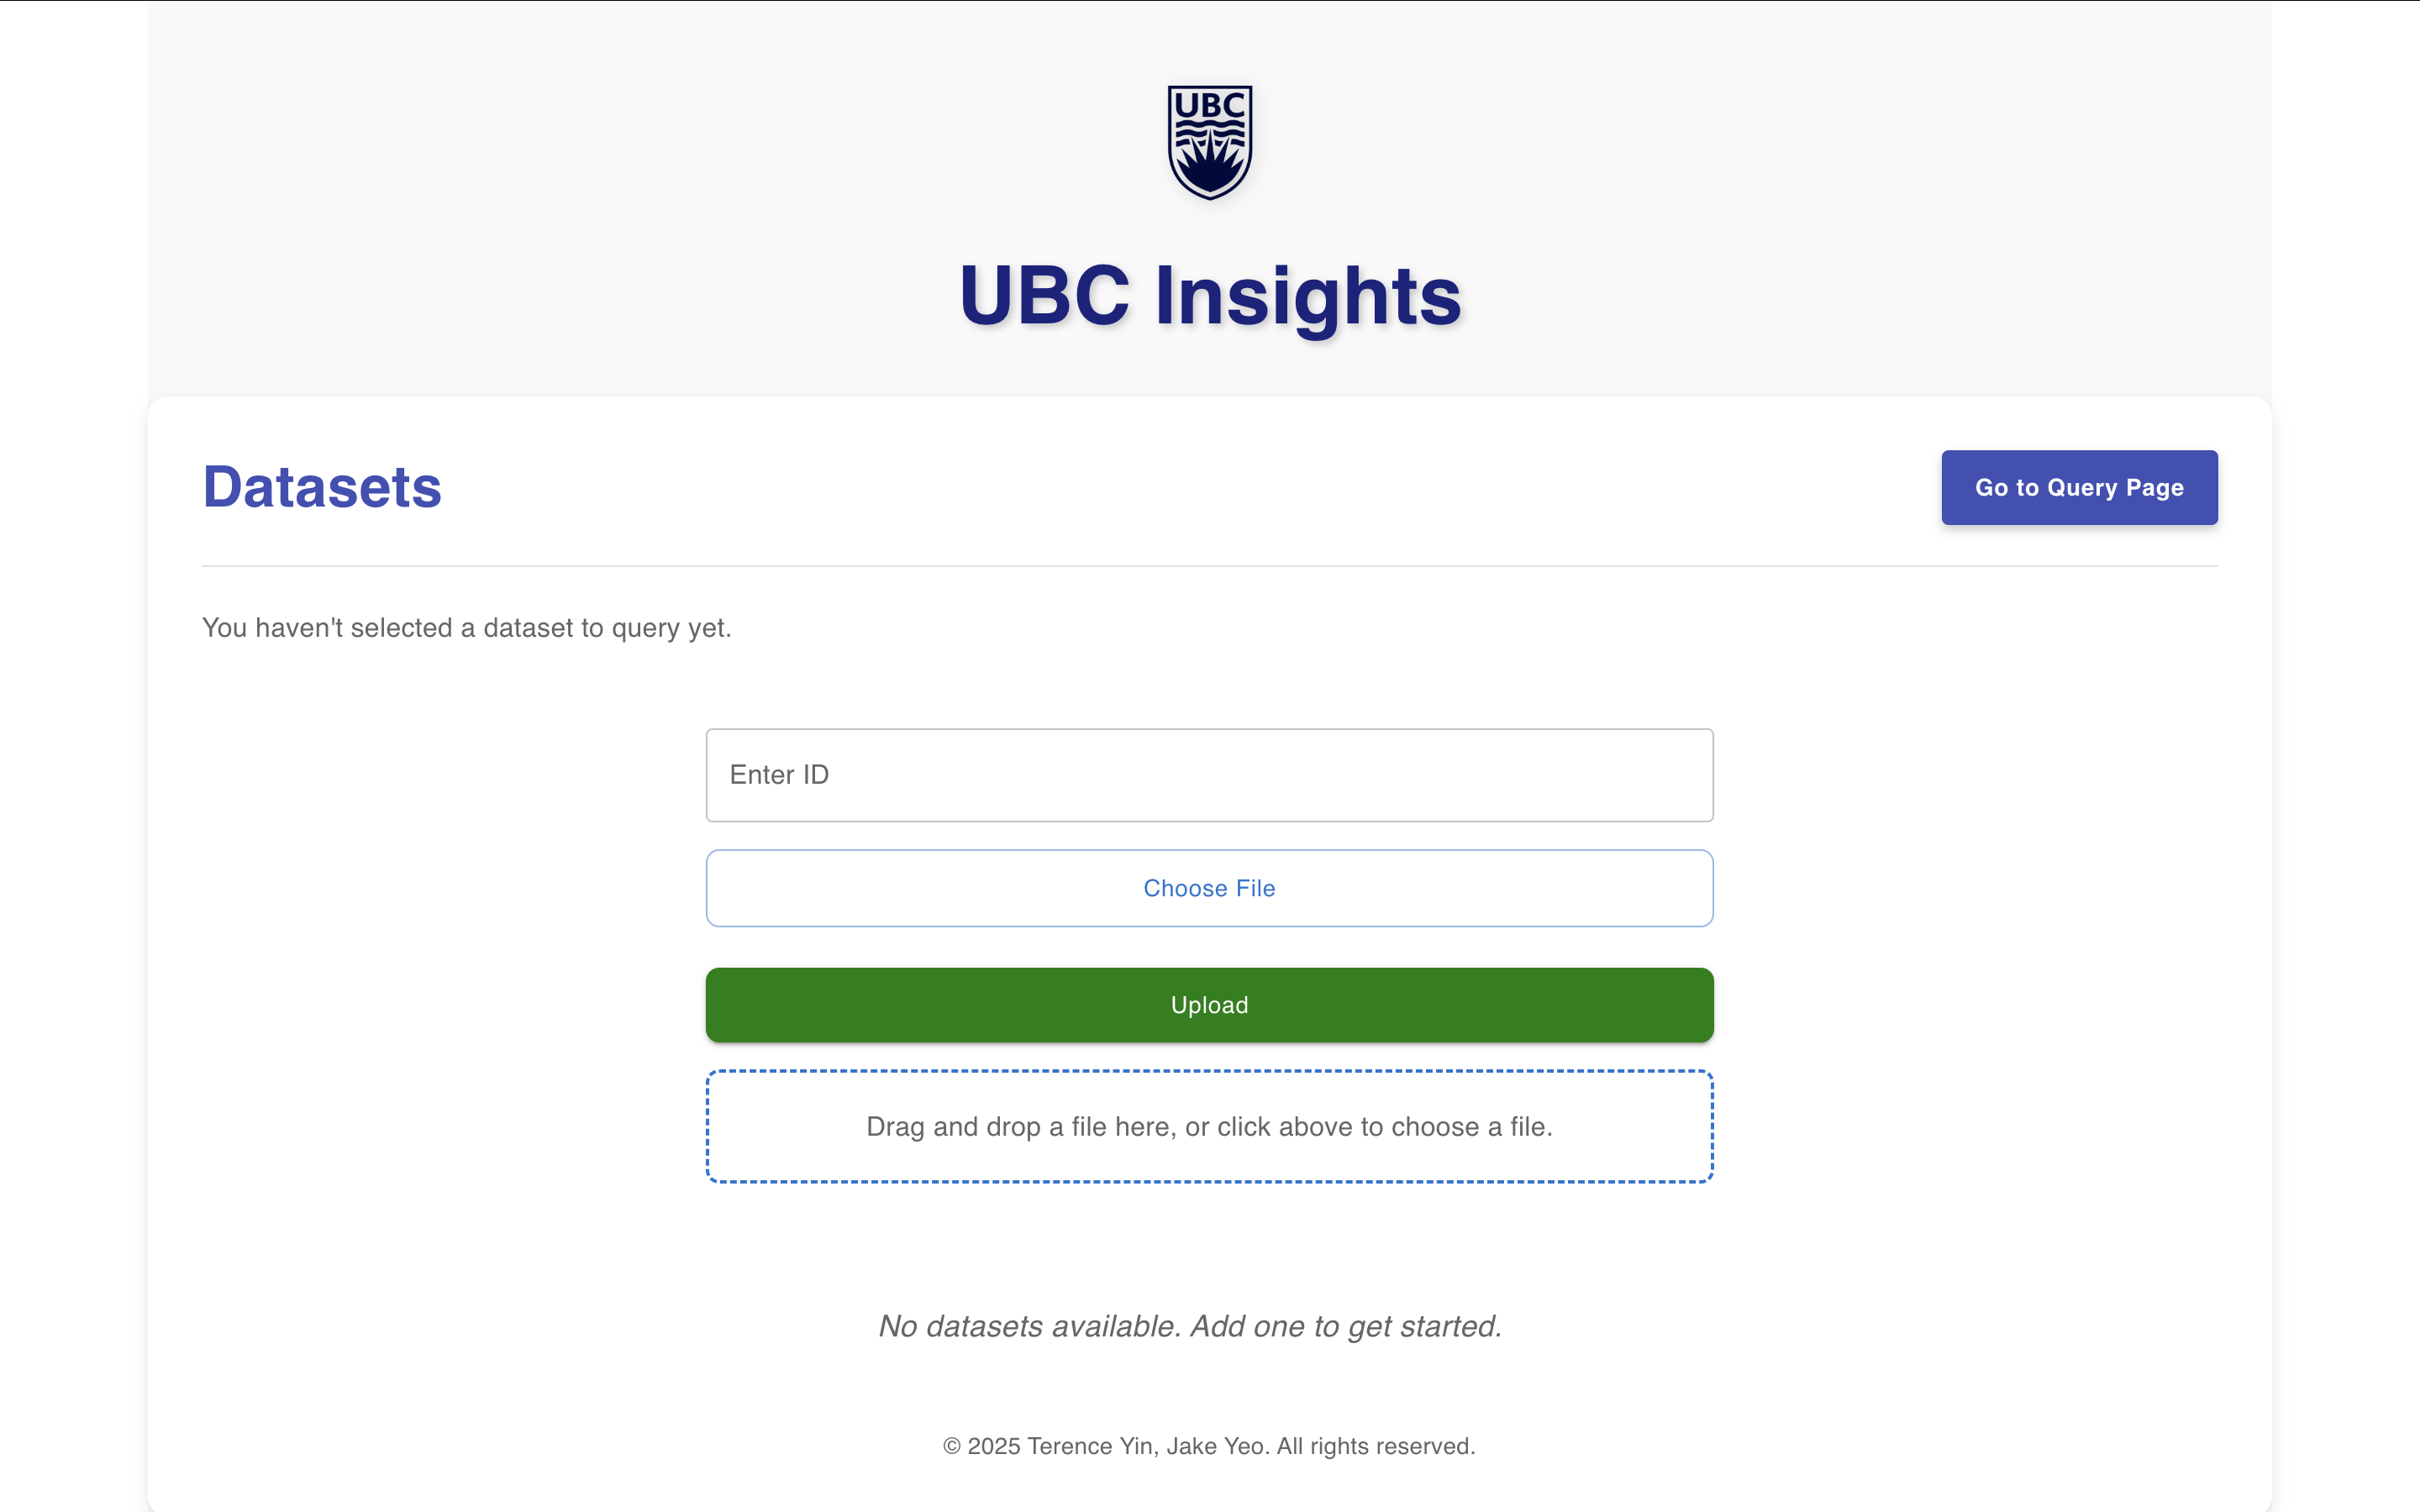 UBC
UBC Insights
Datasets
Go to Query Page
You haven't selected a dataset to query yet.
Enter ID
Choose File
Upload
Drag and drop a file here, or click above to choose a file.
No datasets available. Add one to get started.
© 2025 Terence Yin, Jake Yeo. All rights reserved.